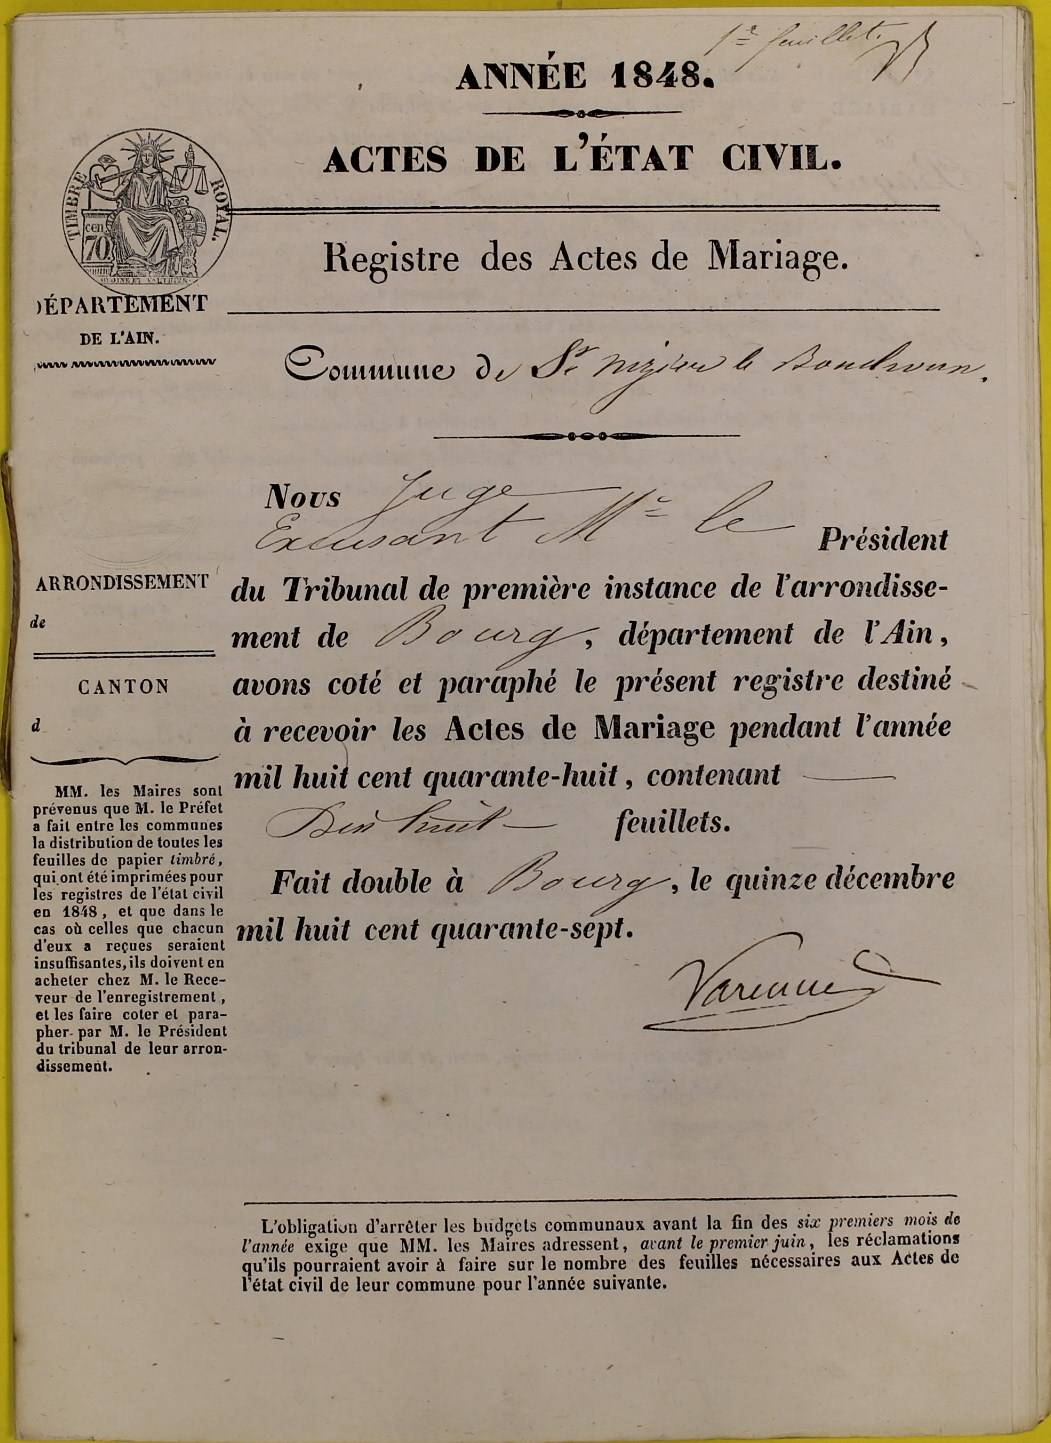 1er feuillet.
ANNÉE 1848.
ACTES DE L'ÉTAT CIVIL.
TIMBRE ROYAL.
cen
70.
DÉPARTEMENT
DE L'AIN.
Registre des Actes de Mariage.
Commune de St nizier le Bouchoux.
Nous Juge
Excusant Mr le Président
du Tribunal de première instance de l'arrondisse-
ment de Bourg, département de l'Ain,
avons coté et paraphé le présent registre destiné
à recevoir les Actes de Mariage pendant l'année
mil huit cent quarante-huit, contenant
Dix huit feuillets.
Fait double à Bourg, le quinze décembre
mil huit cent quarante-sept.
Varenne
ARRONDISSEMENT
de
CANTON
d
MM. les Maires sont
prévenus que M. le Préfet
a fait entre les communes
la distribution de toutes les
feuilles de papier timbré,
qui ont été imprimées pour
les registres de l'état civil
en 1848, et que dans le
cas où celles que chacun
d'eux a reçues seraient
insuffisantes, ils doivent en
acheter chez M. le Rece-
veur de l'enregistrement,
et les faire coter et para-
pher par M. le Président
du tribunal de leur arron-
dissement.
L'obligation d'arrêter les budgets communaux avant la fin des six premiers mois de
l'année exige que MM. les Maires adressent, avant le premier juin, les réclamations
qu'ils pourraient avoir à faire sur le nombre des feuilles nécessaires aux Actes de
l'état civil de leur commune pour l'année suivante.